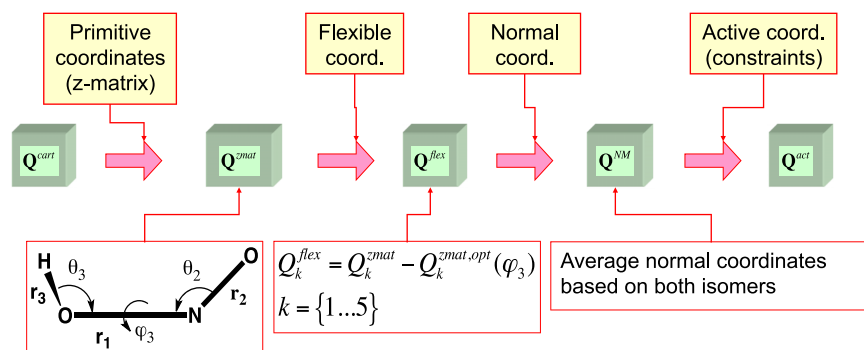 Primitive
coordinates
(z-matrix)
Flexible
coord.
Normal
coord.
Active coord.
(constraints)
Q^{cart}
Q^{zmat}
Q^{flex}
Q^{NM}
Q^{act}
H
O
θ₃
θ₂
r₃
r₂
O
N
r₁
φ₃
Q_k^{flex} = Q_k^{zmat} − Q_k^{zmat,opt}(φ₃)
k = {1...5}
Average normal coordinates
based on both isomers